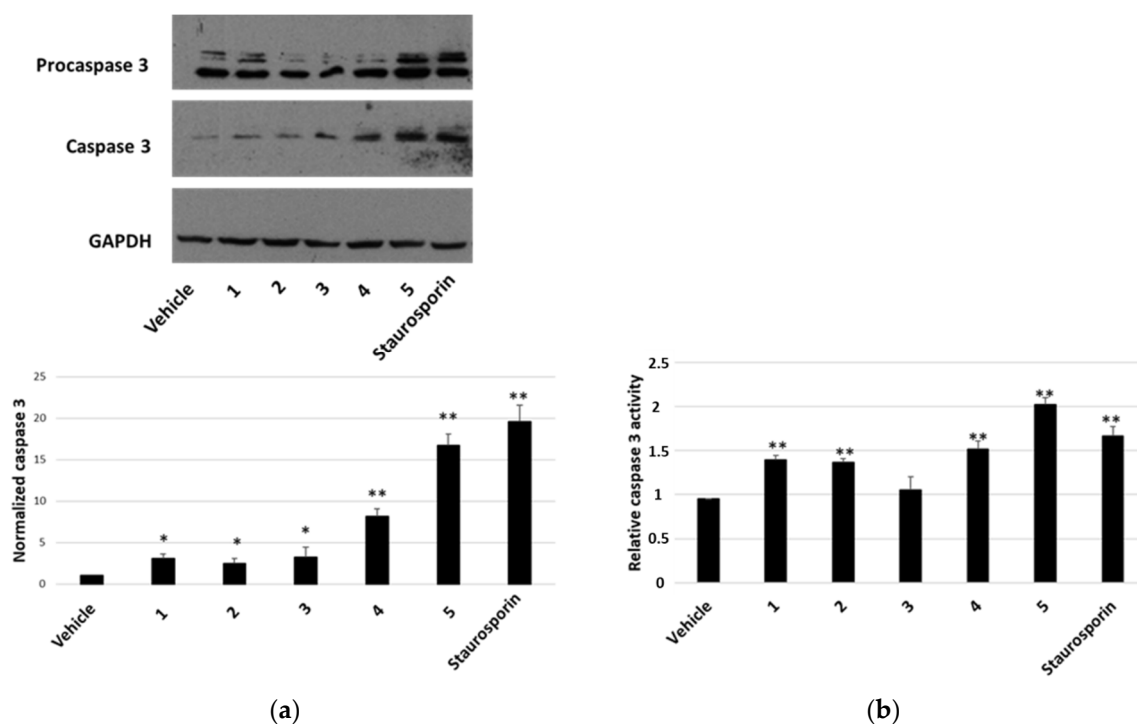 Procaspase 3
Caspase 3
GAPDH
Vehicle
1
2
3
4
5
Staurosporin
Normalized caspase 3
25
20
15
10
5
0
*
*
*
**
**
**
Vehicle
1
2
3
4
5
Staurosporin
(a)
Relative caspase 3 activity
2.5
2
1.5
1
0.5
0
**
**
**
**
**
Vehicle
1
2
3
4
5
Staurosporin
(b)